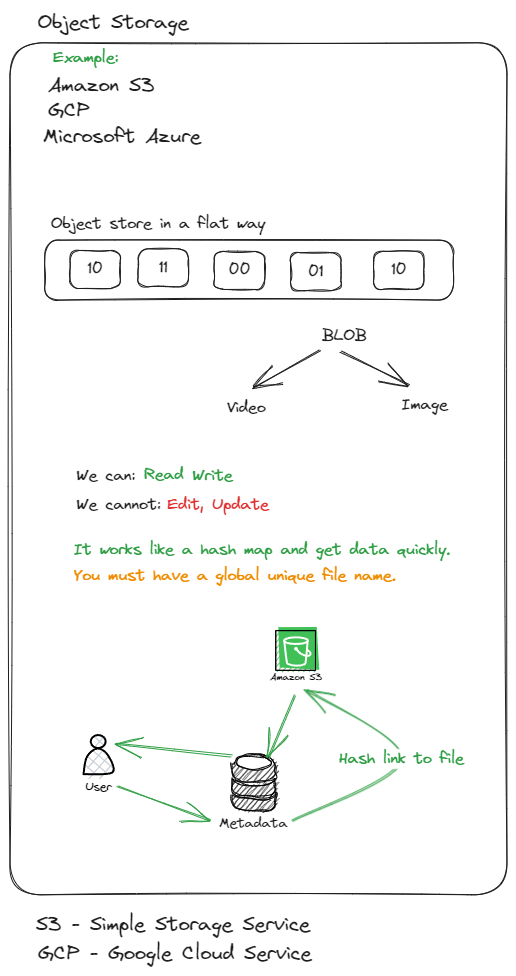 Object Storage
Example:
Amazon S3
GCP
Microsoft Azure
Object store in a flat way
10 11 00 01 10
BLOB
Video Image
We can: Read Write
We cannot: Edit, Update
It works like a hash map and get data quickly.
You must have a global unique file name.
Amazon S3
Hash link to file
User
Metadata
S3 - Simple Storage Service
GCP - Google Cloud Service